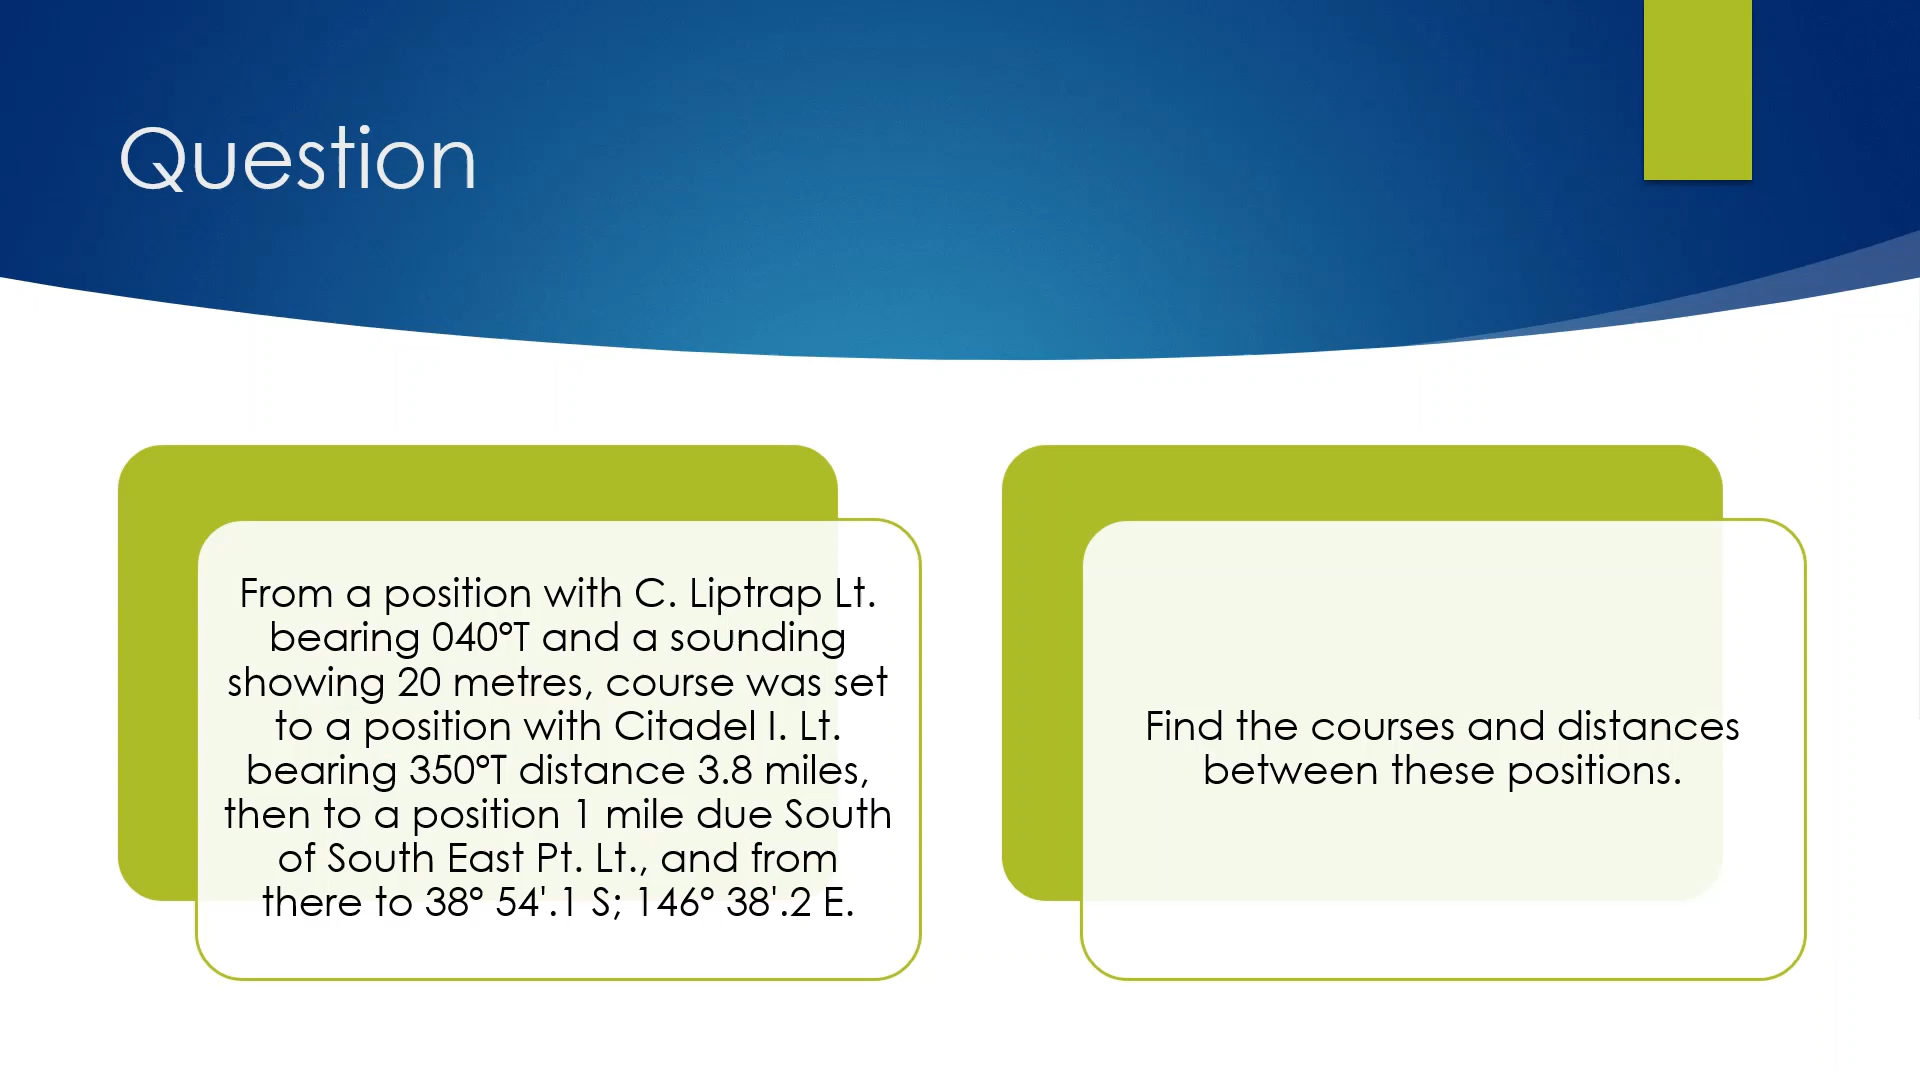 Question
From a position with C. Liptrap Lt.
bearing 040°T and a sounding
showing 20 metres, course was set
to a position with Citadel I. Lt.
bearing 350°T distance 3.8 miles,
then to a position 1 mile due South
of South East Pt. Lt., and from
there to 38° 54'.1 S; 146° 38'.2 E.
Find the courses and distances
between these positions.